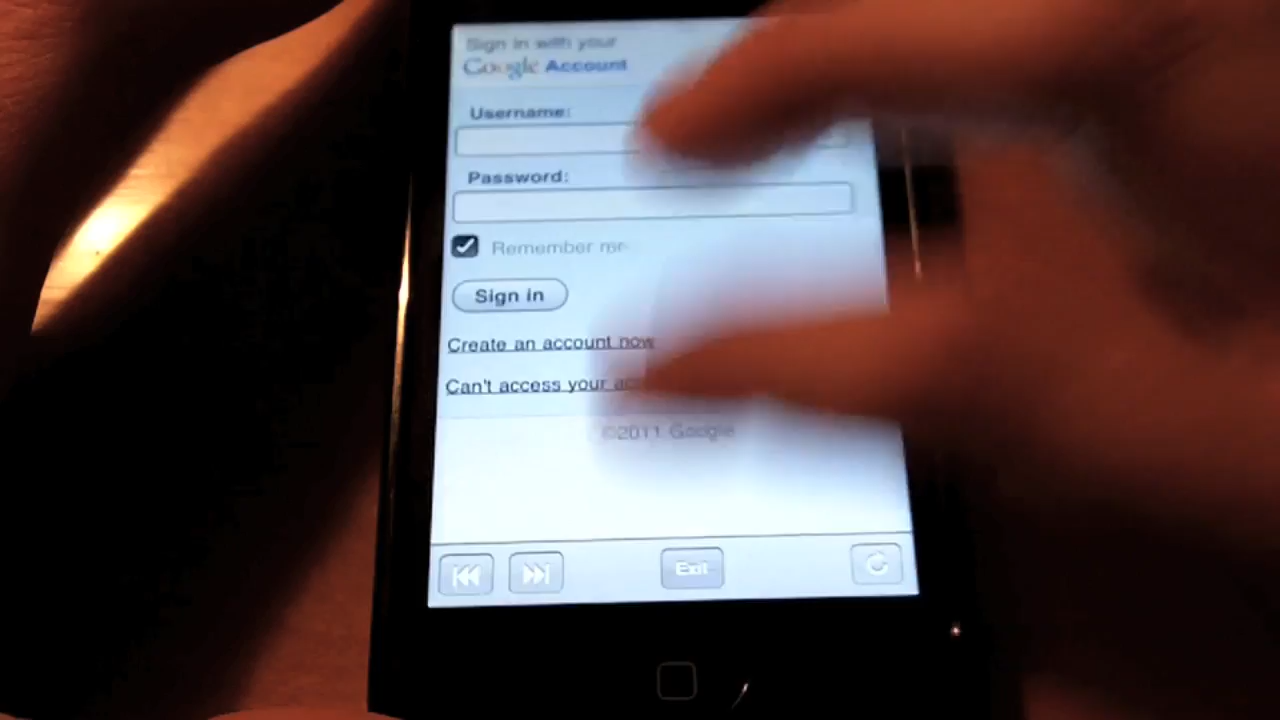 Sign in with your
Google Account
Username:
Password:
Remember me
Sign in
Create an account now
Can't access your
©2011 Google
Exit